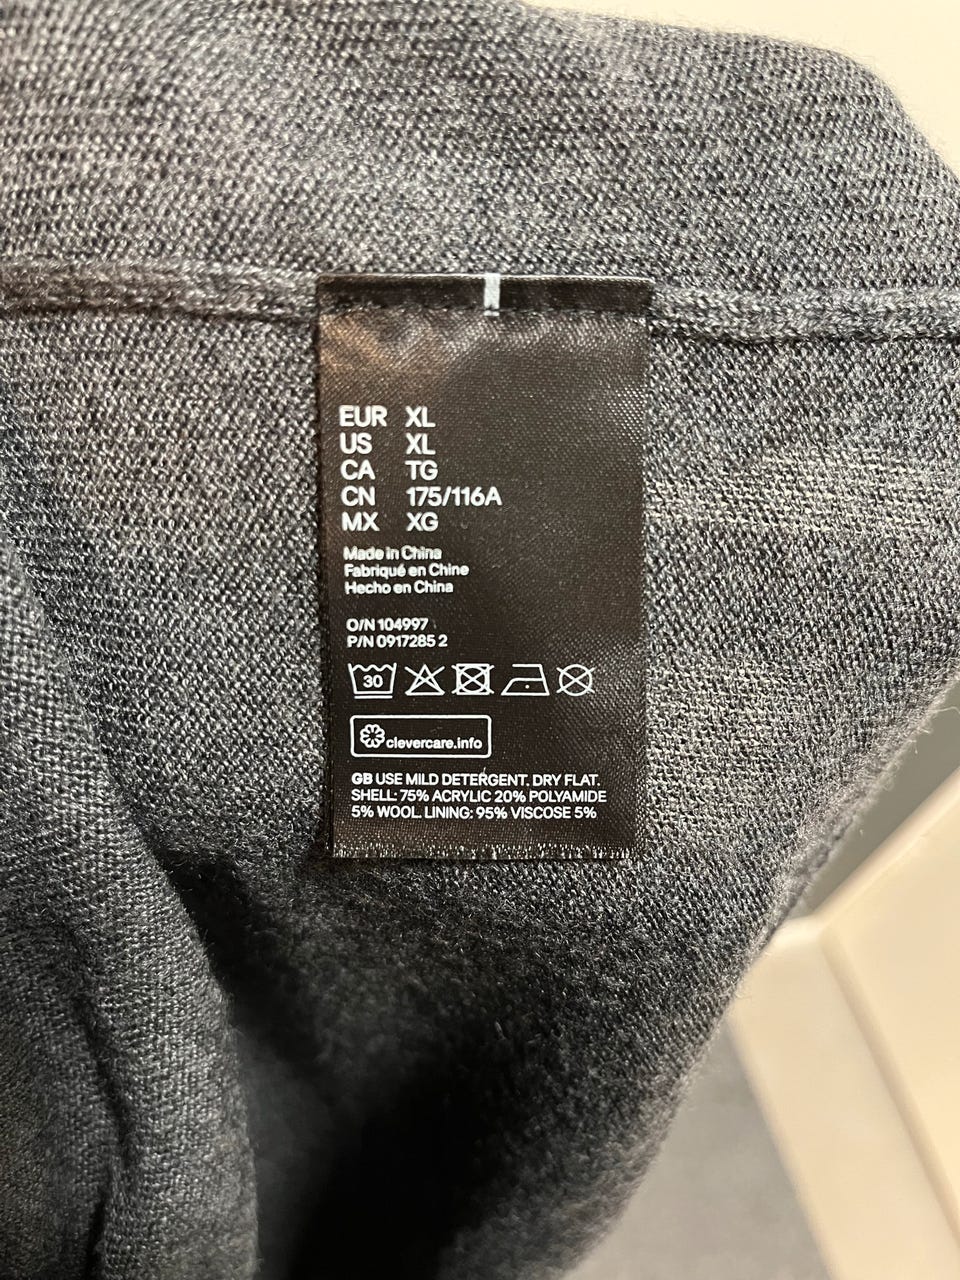 EUR XL
US XL
CA TG
CN 175/116A
MX XG
Made in China
Fabriqué en Chine
Hecho en China
O/N 104997
P/N 0917285 2
30
clevercare.info
GB USE MILD DETERGENT. DRY FLAT.
SHELL: 75% ACRYLIC 20% POLYAMIDE
5% WOOL. LINING: 95% VISCOSE 5%